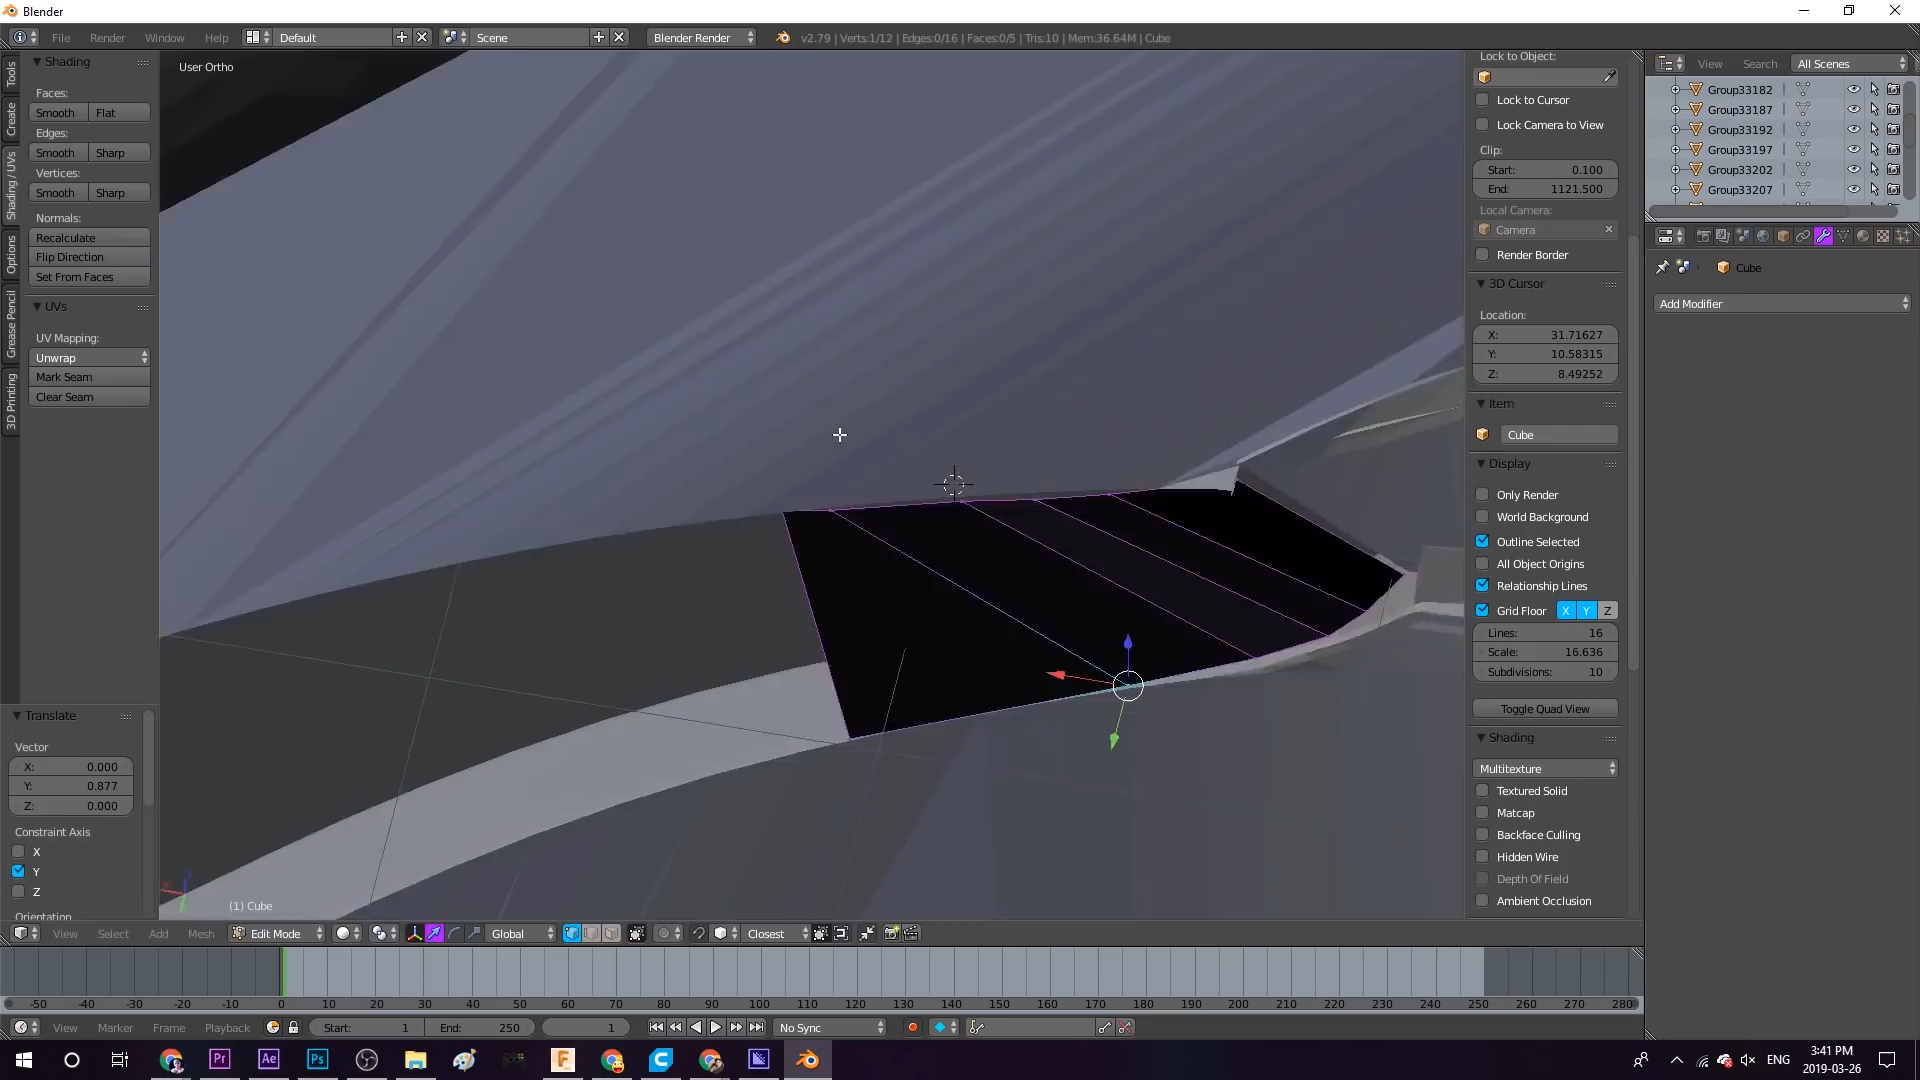 Blender
File Render Window Help Default Scene Blender Render v2.79 | Verts:1/12 | Edges:0/16 | Faces:0/5 | Tris:10 | Mem:36.64M | Cube
Tools
Create
Shading / UVs
Options
Grease Pencil
3D Printing
Shading
Faces:
Smooth Flat
Edges:
Smooth Sharp
Vertices:
Smooth Sharp
Normals:
Recalculate
Flip Direction
Set From Faces
UVs
UV Mapping:
Unwrap
Mark Seam
Clear Seam
Translate
Vector
X: 0.000
Y: 0.877
Z: 0.000
Constraint Axis
X
Y
Z
Orientation
User Ortho
(1) Cube
Lock to Object:
Lock to Cursor
Lock Camera to View
Clip:
Start: 0.100
End: 1121.500
Local Camera:
Camera
Render Border
3D Cursor
Location:
X: 31.71627
Y: 10.58315
Z: 8.49252
Item
Cube
Display
Only Render
World Background
Outline Selected
All Object Origins
Relationship Lines
Grid Floor X Y Z
Lines: 16
Scale: 16.636
Subdivisions: 10
Toggle Quad View
Shading
Multitexture
Textured Solid
Matcap
Backface Culling
Hidden Wire
Depth Of Field
Ambient Occlusion
View Search All Scenes
Group33182
Group33187
Group33192
Group33197
Group33202
Group33207
Cube
Add Modifier
View Select Add Mesh Edit Mode Global Closest
-50 -40 -30 -20 -10 0 10 20 30 40 50 60 70 80 90 100 110 120 130 140 150 160 170 180 190 200 210 220 230 240 250 260 270 280
View Marker Frame Playback Start: 1 End: 250 1 No Sync
Pr Ae Ps
ENG
3:41 PM
2019-03-26